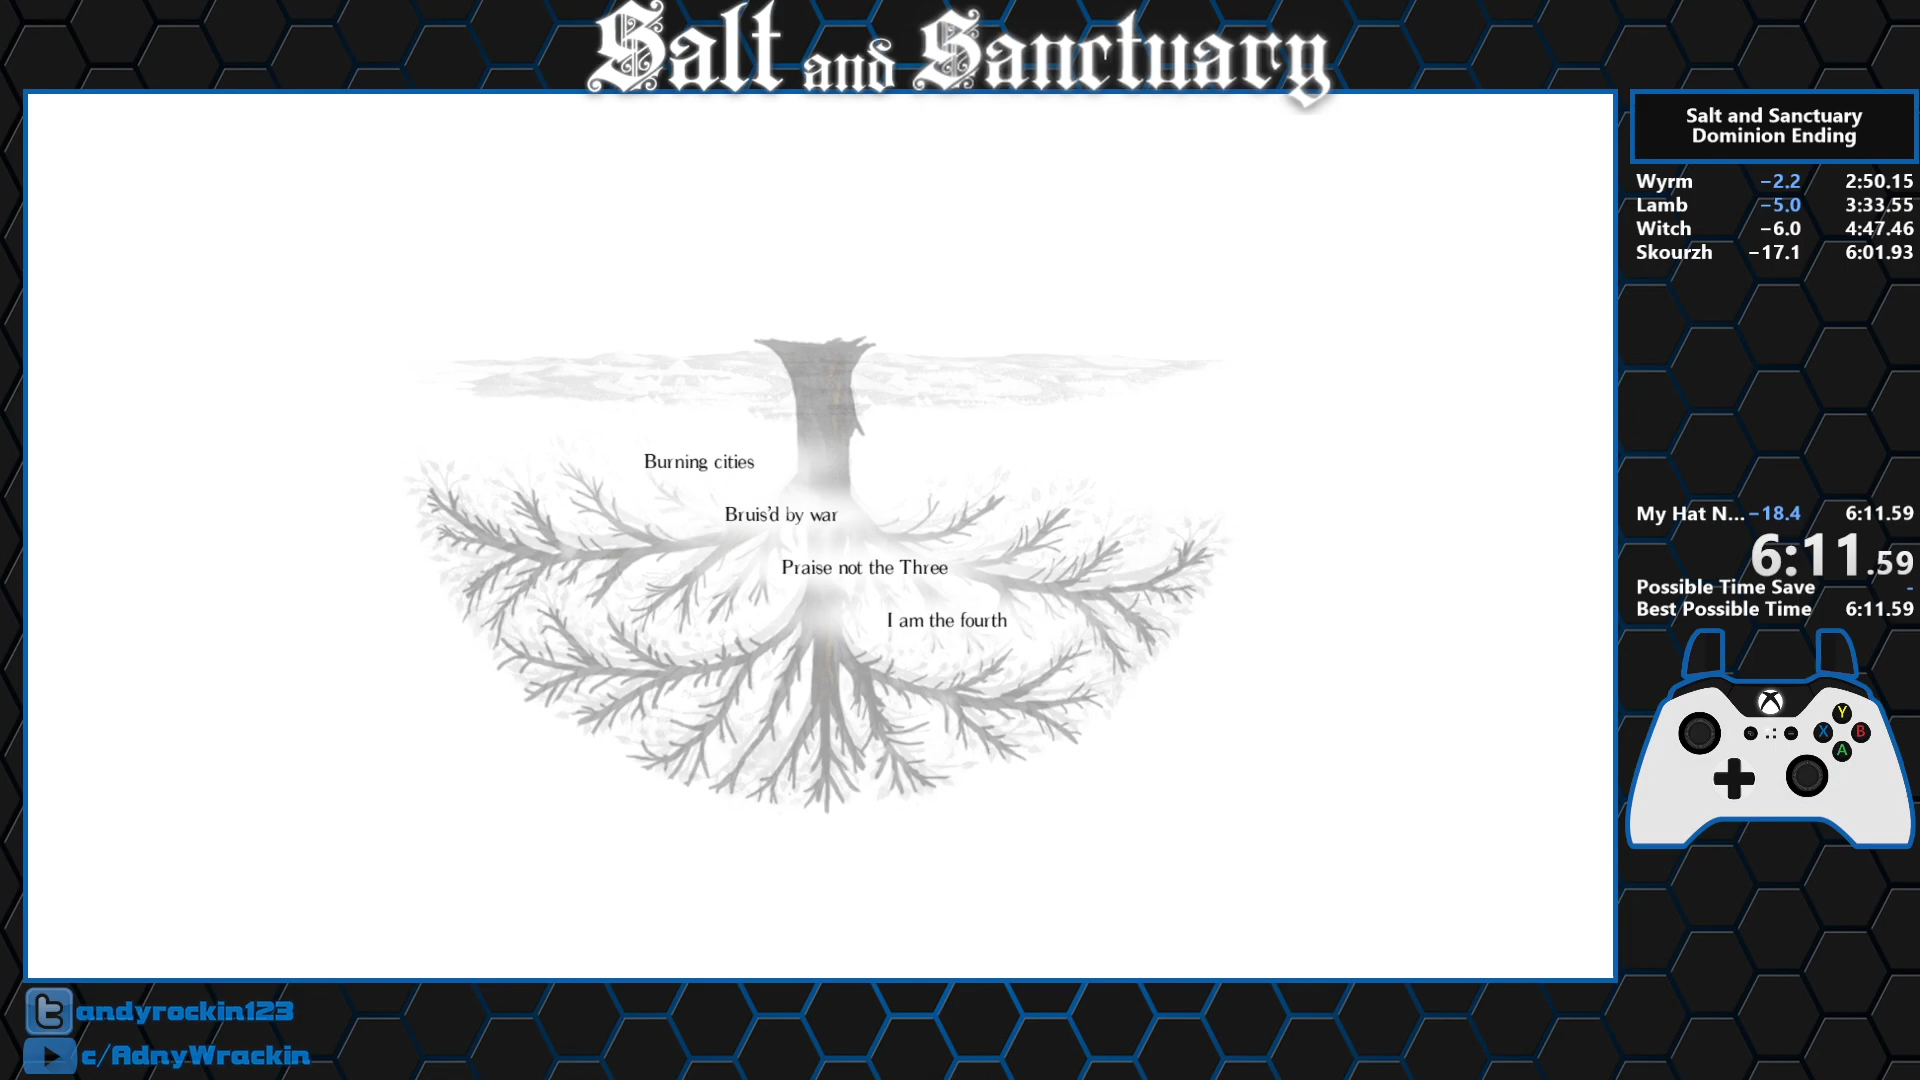 Salt and Sanctuary
Salt and Sanctuary
Dominion Ending
Wyrm −2.2 2:50.15
Lamb −5.0 3:33.55
Witch −6.0 4:47.46
Skourzh −17.1 6:01.93
Burning cities
Bruis'd by war
Praise not the Three
I am the fourth
My Hat N... −18.4 6:11.59
6:11.59
Possible Time Save -
Best Possible Time 6:11.59
Y
X B
A
andyrockin123
c/AdnyWrackin